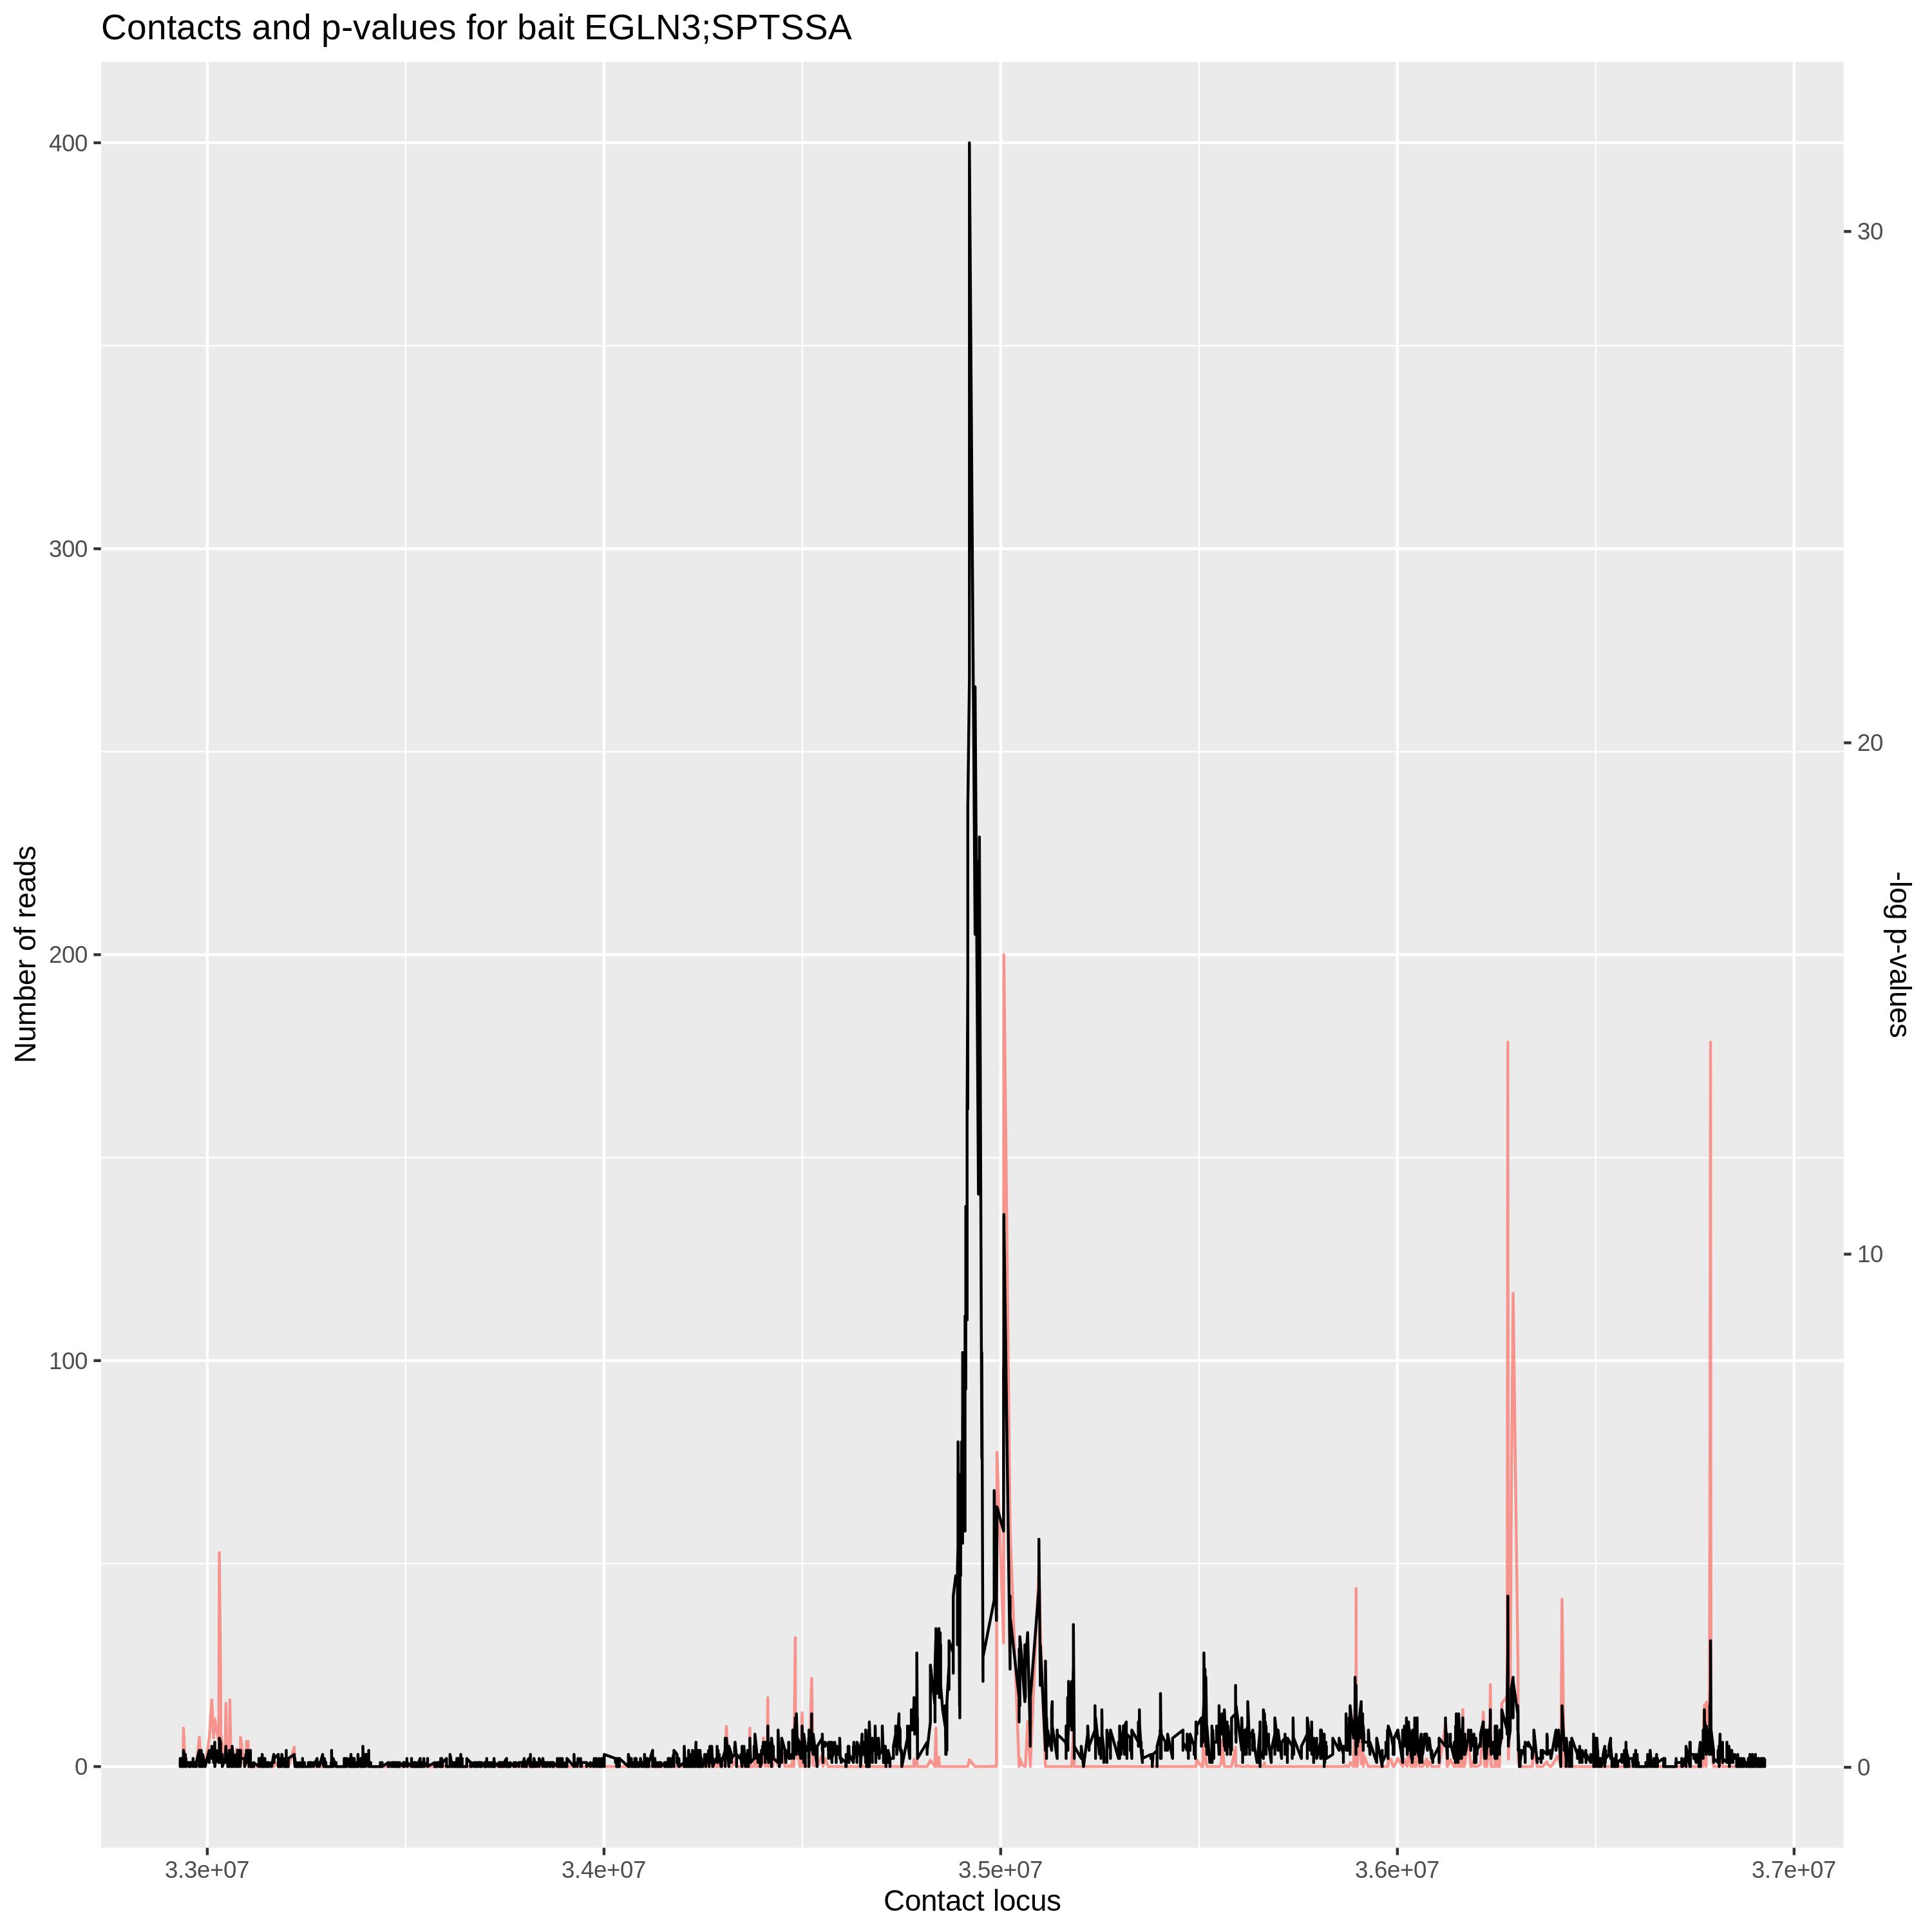 Contacts and p-values for bait EGLN3;SPTSSA
400
300
200
100
0
Number of reads
30
20
10
0
-log p-values
3.3e+07 3.4e+07 3.5e+07 3.6e+07 3.7e+07
Contact locus